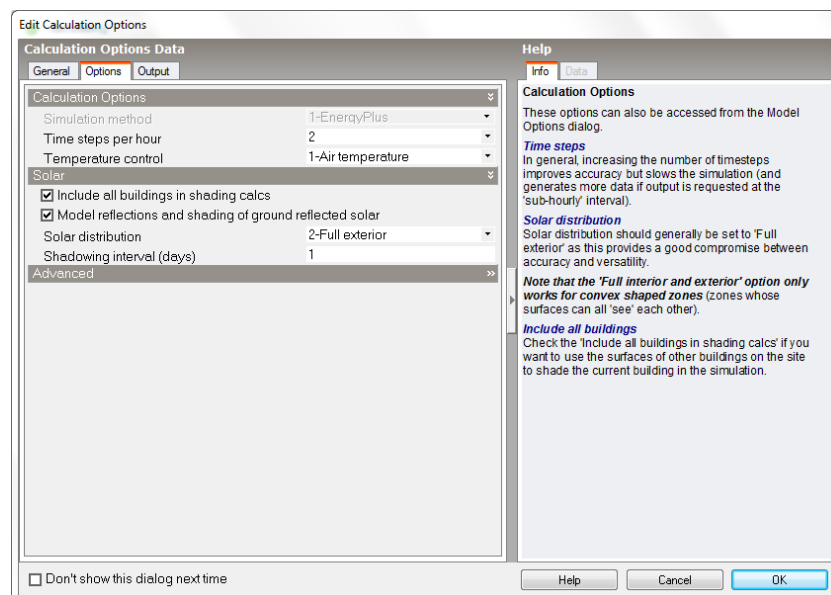 Edit Calculation Options
Calculation Options Data
General Options Output
Calculation Options
Simulation method 1-EnergyPlus
Time steps per hour 2
Temperature control 1-Air temperature
Solar
Include all buildings in shading calcs
Model reflections and shading of ground reflected solar
Solar distribution 2-Full exterior
Shadowing interval (days) 1
Advanced
Don't show this dialog next time
Help
Info Data
Calculation Options
These options can also be accessed from the Model
Options dialog.
Time steps
In general, increasing the number of timesteps
improves accuracy but slows the simulation (and
generates more data if output is requested at the
'sub-hourly' interval).
Solar distribution
Solar distribution should generally be set to 'Full
exterior' as this provides a good compromise between
accuracy and versatility.
Note that the 'Full interior and exterior' option only
works for convex shaped zones (zones whose
surfaces can all 'see' each other).
Include all buildings
Check the 'Include all buildings in shading calcs' if you
want to use the surfaces of other buildings on the site
to shade the current building in the simulation.
Help Cancel OK